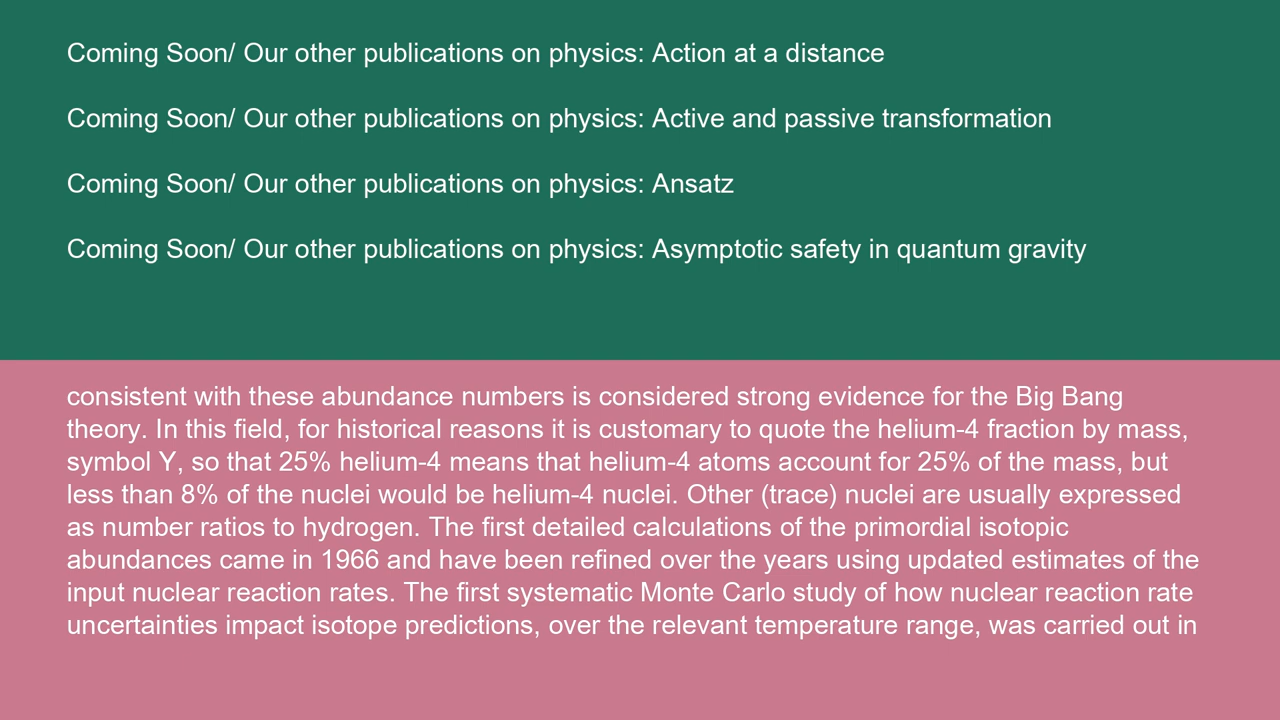 Coming Soon/ Our other publications on physics: Action at a distance
Coming Soon/ Our other publications on physics: Active and passive transformation
Coming Soon/ Our other publications on physics: Ansatz
Coming Soon/ Our other publications on physics: Asymptotic safety in quantum gravity
consistent with these abundance numbers is considered strong evidence for the Big Bang
theory. In this field, for historical reasons it is customary to quote the helium-4 fraction by mass,
symbol Y, so that 25% helium-4 means that helium-4 atoms account for 25% of the mass, but
less than 8% of the nuclei would be helium-4 nuclei. Other (trace) nuclei are usually expressed
as number ratios to hydrogen. The first detailed calculations of the primordial isotopic
abundances came in 1966 and have been refined over the years using updated estimates of the
input nuclear reaction rates. The first systematic Monte Carlo study of how nuclear reaction rate
uncertainties impact isotope predictions, over the relevant temperature range, was carried out in